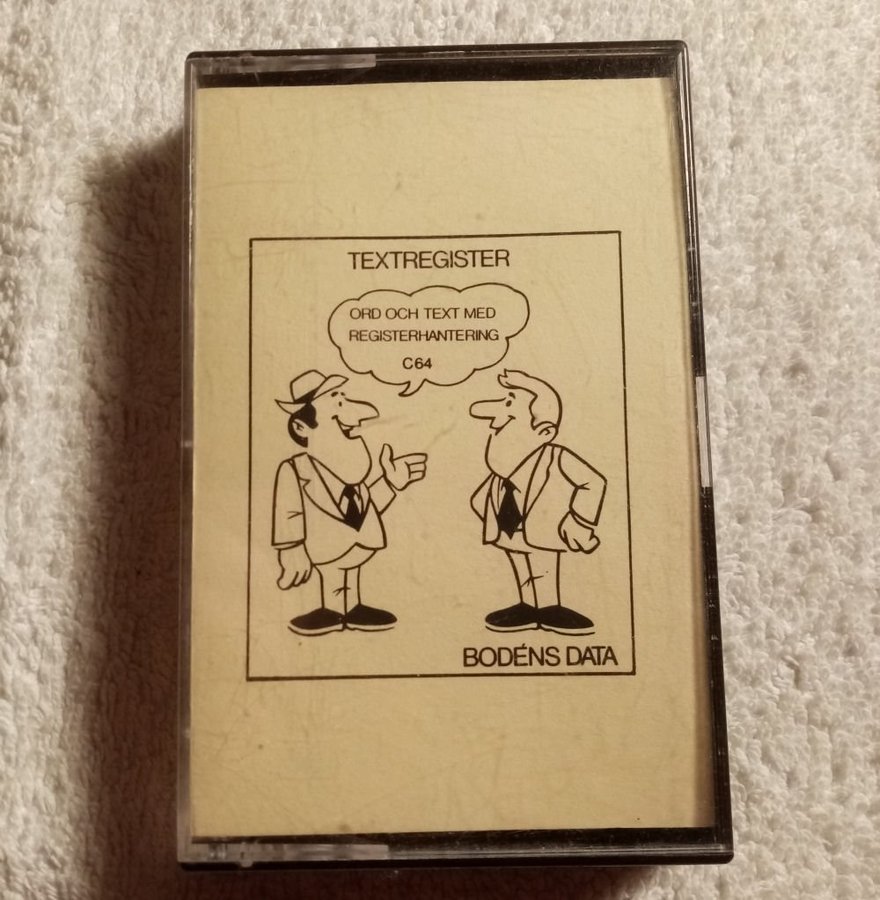 TEXTREGISTER
ORD OCH TEXT MED
REGISTERHANTERING
C64
BODÉNS DATA